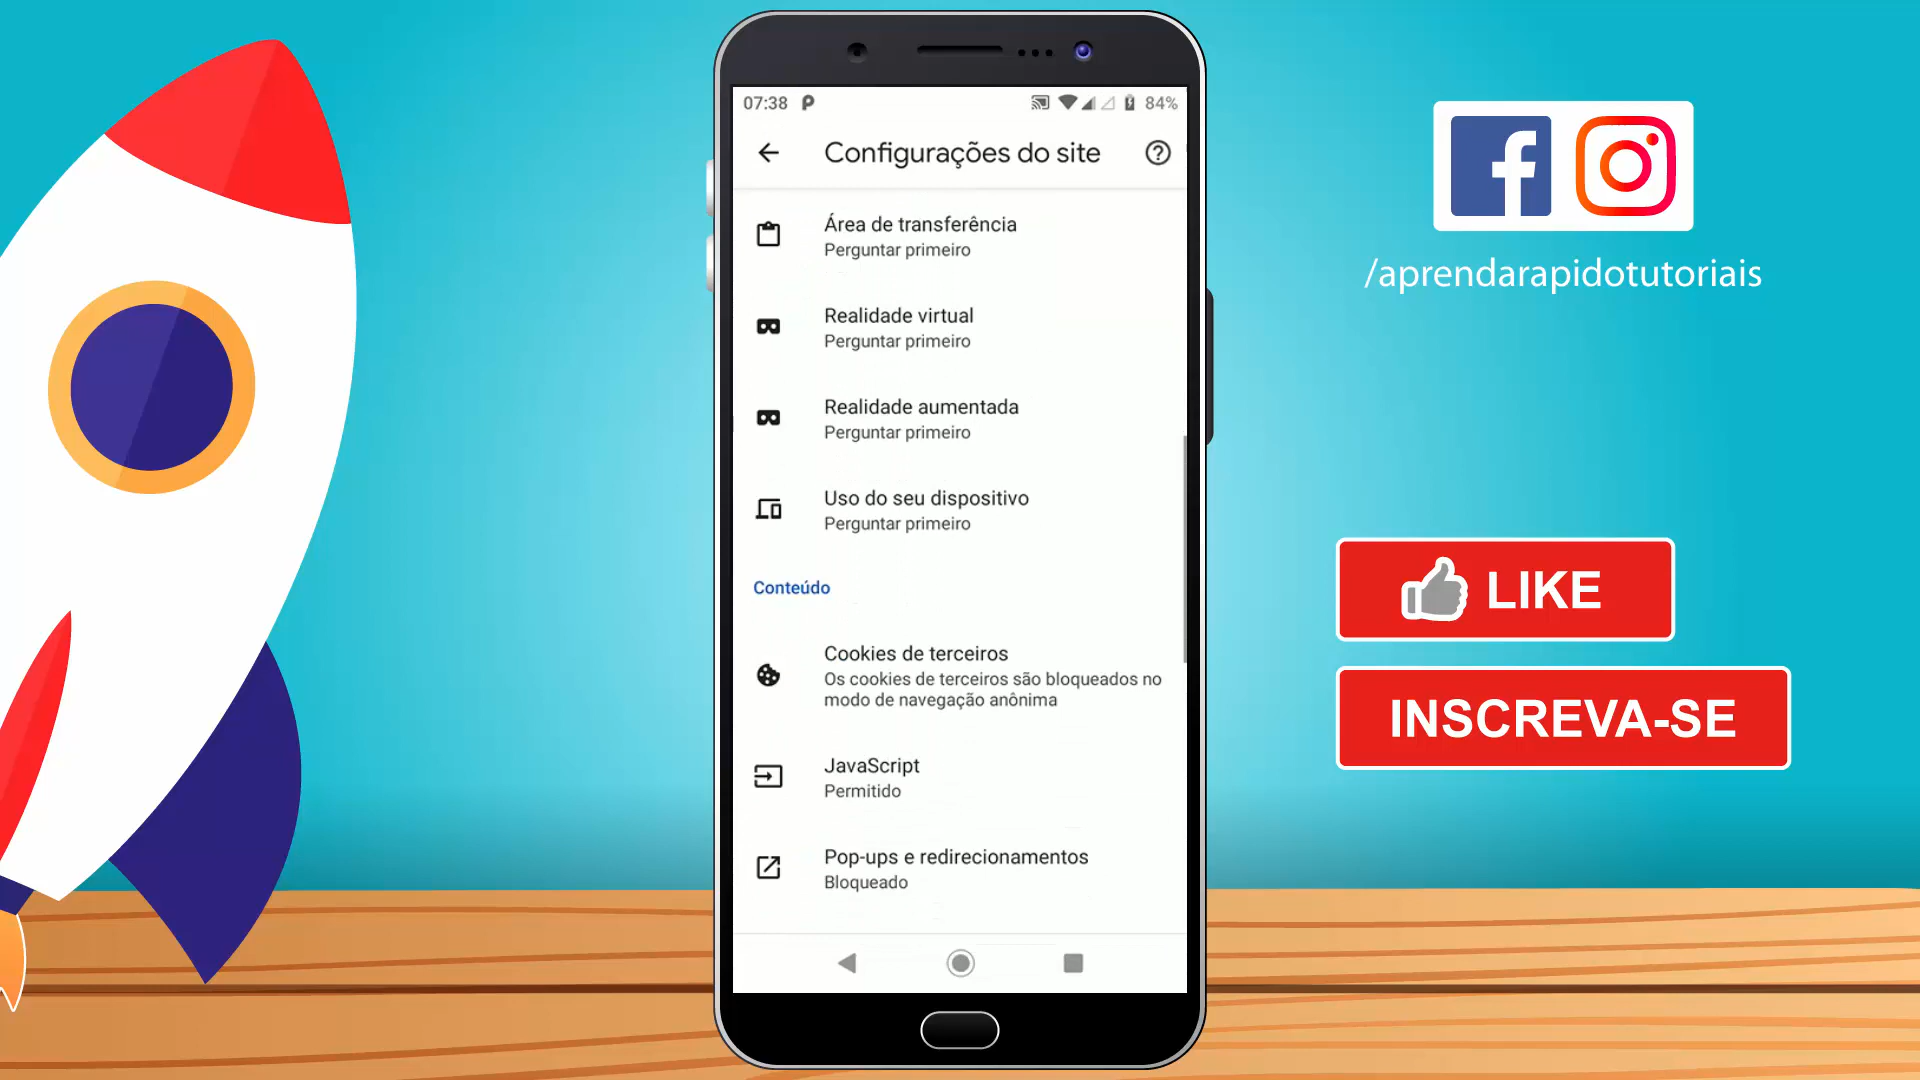 07:38
84%
Configurações do site
Área de transferência
Perguntar primeiro
Realidade virtual
Perguntar primeiro
Realidade aumentada
Perguntar primeiro
Uso do seu dispositivo
Perguntar primeiro
Conteúdo
Cookies de terceiros
Os cookies de terceiros são bloqueados no
modo de navegação anônima
JavaScript
Permitido
Pop-ups e redirecionamentos
Bloqueado
/aprendarapidotutoriais
LIKE
INSCREVA-SE